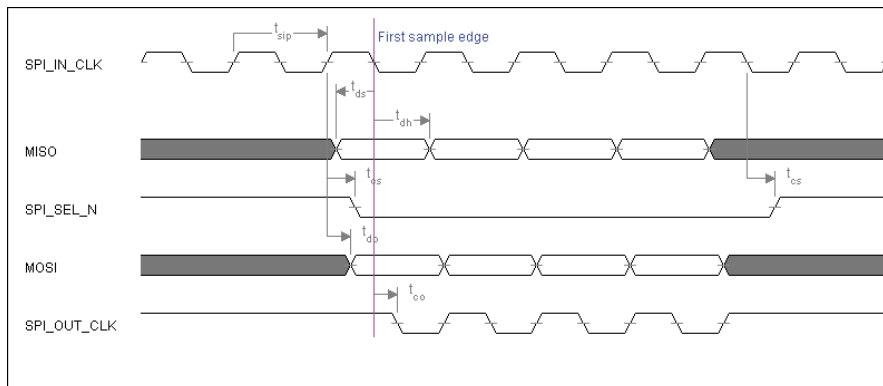 t_sip
First sample edge
SPI_IN_CLK
t_ds
t_dh
MISO
t_cs
t_cs
SPI_SEL_N
t_do
MOSI
t_co
SPI_OUT_CLK